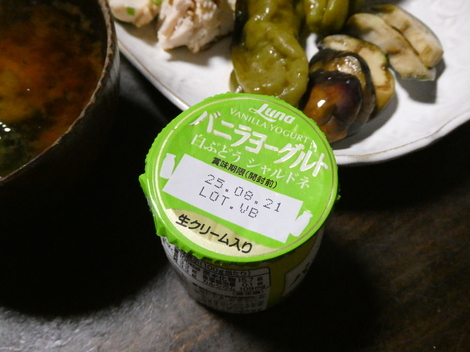 Luna
VANILLA YOGURT
バニラヨーグルト
白ぶどう シャルドネ
賞味期限(開封前)
25.08.21
LOT.WB
生クリーム入り